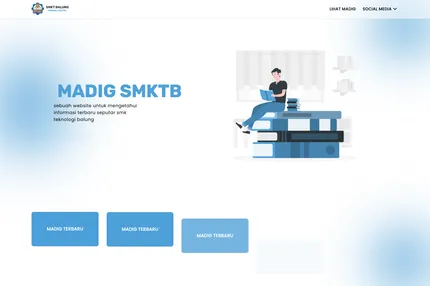 SMK T BALUNG
LIHAT MADIG
SOCIAL MEDIA
MADIG SMKTB
sebuah website untuk mengetahui
informasi terbaru seputar smk
teknologi balung
MADIG TERBARU
MADIG TERBARU
MADIG TERBARU